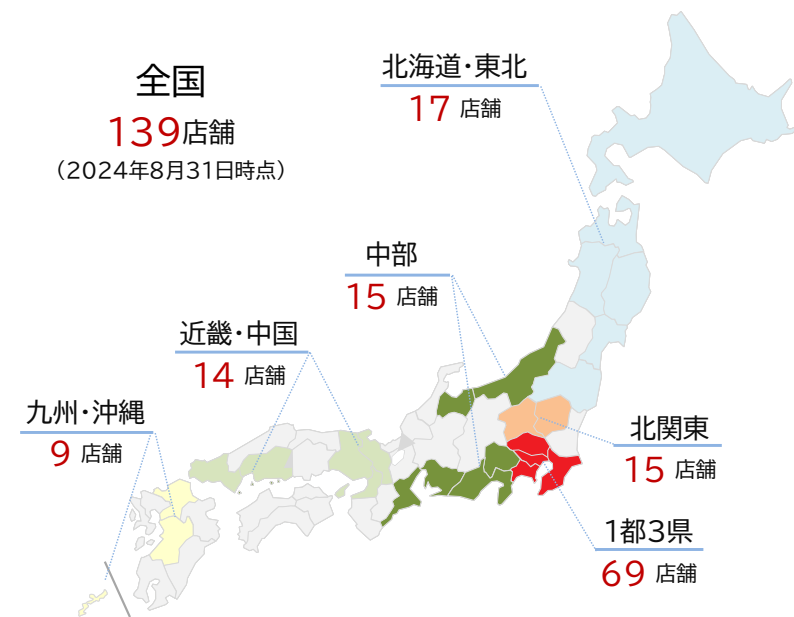 全国
139店舗
（2024年8月31日時点）
北海道・東北
17 店舗
中部
15 店舗
近畿・中国
14 店舗
九州・沖縄
9 店舗
北関東
15 店舗
1都3県
69 店舗